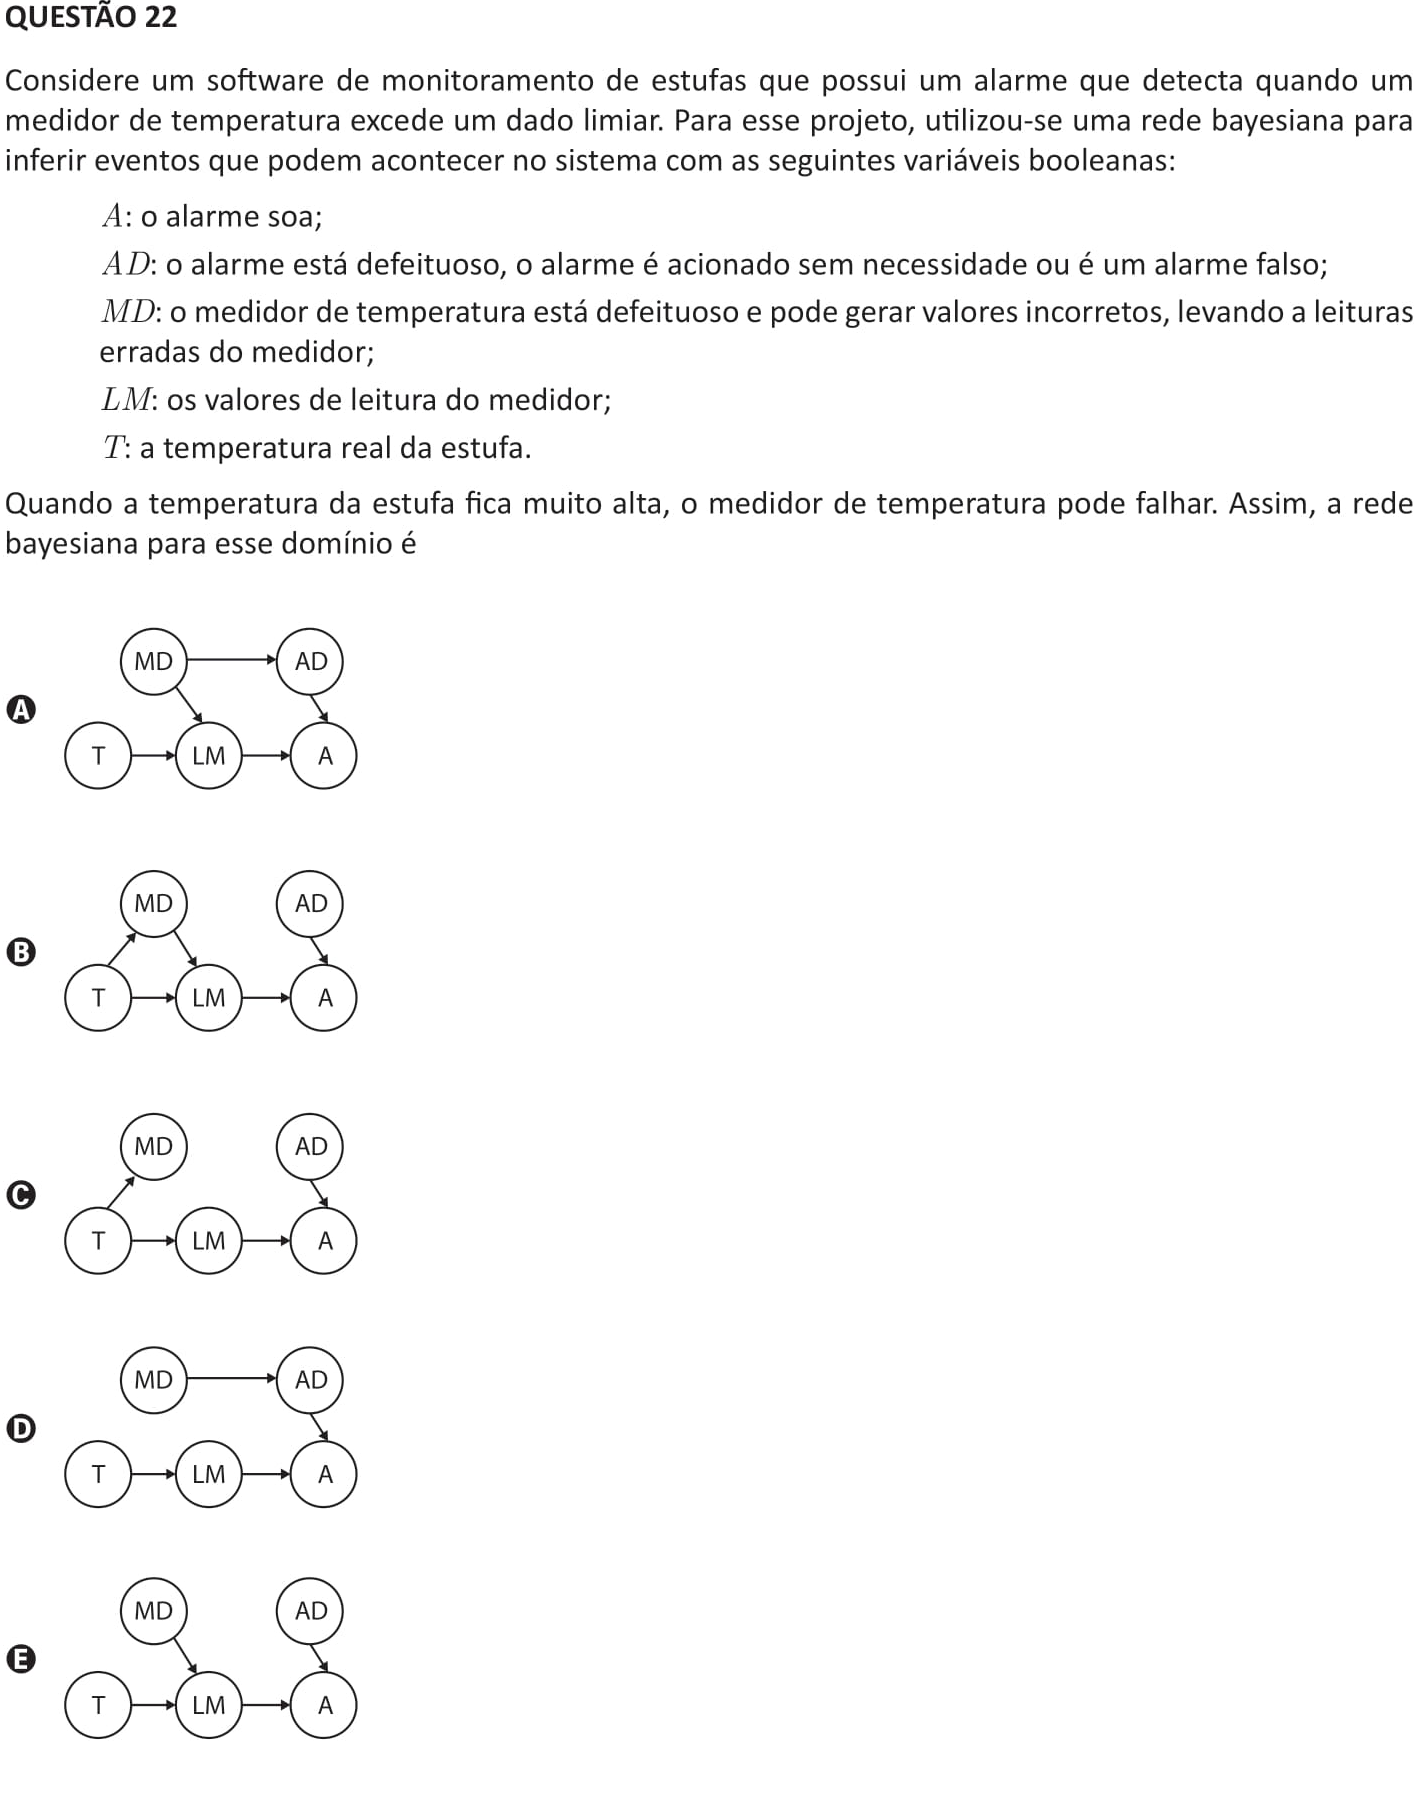 QUESTÃO 22
Considere um software de monitoramento de estufas que possui um alarme que detecta quando um
medidor de temperatura excede um dado limiar. Para esse projeto, utilizou-se uma rede bayesiana para
inferir eventos que podem acontecer no sistema com as seguintes variáveis booleanas:
A: o alarme soa;
AD: o alarme está defeituoso, o alarme é acionado sem necessidade ou é um alarme falso;
MD: o medidor de temperatura está defeituoso e pode gerar valores incorretos, levando a leituras
erradas do medidor;
LM: os valores de leitura do medidor;
T: a temperatura real da estufa.
Quando a temperatura da estufa fica muito alta, o medidor de temperatura pode falhar. Assim, a rede
bayesiana para esse domínio é
MD AD
A
T LM A
MD AD
B
T LM A
MD AD
C
T LM A
MD AD
D
T LM A
MD AD
E
T LM A